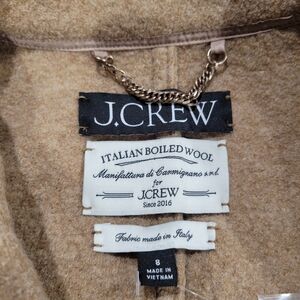 J.CREW
ITALIAN BOILED WOOL
Manifattura di Carmignano s.r.l.
for
J.CREW
Since 2016
Fabric made in Italy
8
MADE IN
VIETNAM